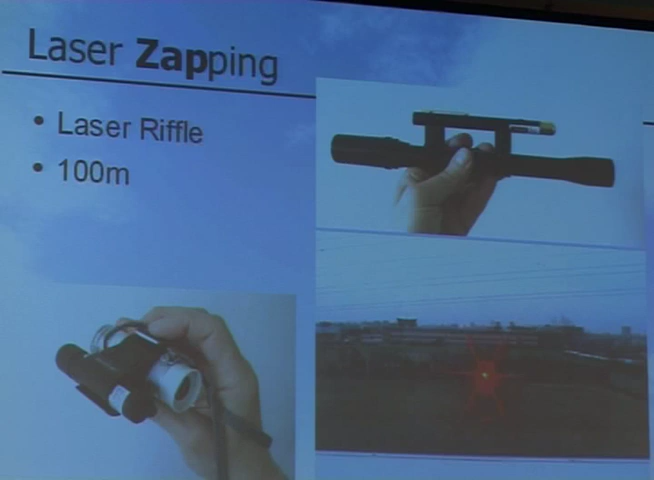 Laser Zapping
• Laser Riffle
• 100m